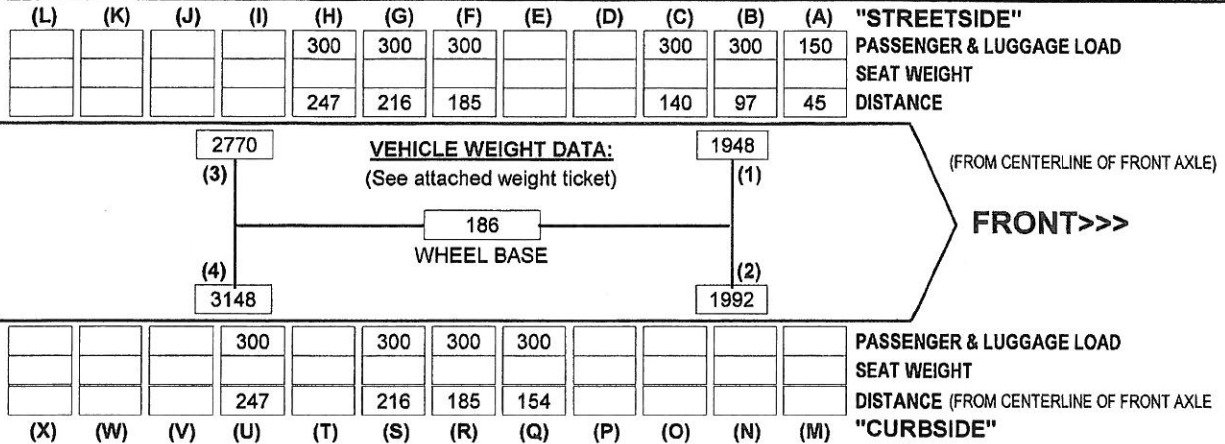 (L) (K) (J) (I) (H) (G) (F) (E) (D) (C) (B) (A) "STREETSIDE"
300 300 300 300 300 150 PASSENGER & LUGGAGE LOAD
SEAT WEIGHT
247 216 185 140 97 45 DISTANCE
2770 VEHICLE WEIGHT DATA: 1948
(FROM CENTERLINE OF FRONT AXLE)
(3) (See attached weight ticket) (1)
186 FRONT>>>
WHEEL BASE
(4) (2)
3148 1992
300 300 300 300 PASSENGER & LUGGAGE LOAD
SEAT WEIGHT
247 216 185 154 DISTANCE (FROM CENTERLINE OF FRONT AXLE
(X) (W) (V) (U) (T) (S) (R) (Q) (P) (O) (N) (M) "CURBSIDE"